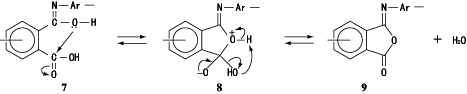 N–Ar —
C–O–H
C–OH
O
7
N–Ar —
C
O–H
+
C
–O HO
8
N–Ar —
C
O
C
O
9
+ H₂O